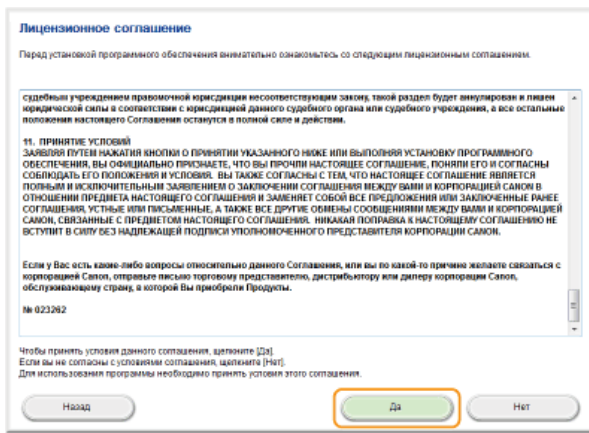 Лицензионное соглашение
Перед установкой программного обеспечения внимательно ознакомьтесь со следующим лицензионным соглашением.
судебным учреждением правомочной юрисдикции несоответствующим закону, такой раздел будет аннулирован и лишен
юридической силы в соответствии с юрисдикцией данного судебного органа или судебного учреждения, а все остальные
положения настоящего Соглашения останутся в полной силе и действии.
11. ПРИНЯТИЕ УСЛОВИЙ
ЗАЯВЛЯЯ ПУТЕМ НАЖАТИЯ КНОПКИ О ПРИНЯТИИ УКАЗАННОГО НИЖЕ ИЛИ ВЫПОЛНЯЯ УСТАНОВКУ ПРОГРАММНОГО
ОБЕСПЕЧЕНИЯ, ВЫ ОФИЦИАЛЬНО ПРИЗНАЕТЕ, ЧТО ВЫ ПРОЧЛИ НАСТОЯЩЕЕ СОГЛАШЕНИЕ, ПОНЯЛИ ЕГО И СОГЛАСНЫ
СОБЛЮДАТЬ ЕГО ПОЛОЖЕНИЯ И УСЛОВИЯ. ВЫ ТАКЖЕ СОГЛАСНЫ С ТЕМ, ЧТО НАСТОЯЩЕЕ СОГЛАШЕНИЕ ЯВЛЯЕТСЯ
ПОЛНЫМ И ИСКЛЮЧИТЕЛЬНЫМ ЗАЯВЛЕНИЕМ О ЗАКЛЮЧЕНИИ СОГЛАШЕНИЯ МЕЖДУ ВАМИ И КОРПОРАЦИЕЙ CANON В
ОТНОШЕНИИ ПРЕДМЕТА НАСТОЯЩЕГО СОГЛАШЕНИЯ И ЗАМЕНЯЕТ СОБОЙ ВСЕ ПРЕДЛОЖЕНИЯ ИЛИ ЗАКЛЮЧЕННЫЕ РАНЕЕ
СОГЛАШЕНИЯ, УСТНЫЕ ИЛИ ПИСЬМЕННЫЕ, А ТАКЖЕ ВСЕ ДРУГИЕ ОБМЕНЫ СООБЩЕНИЯМИ МЕЖДУ ВАМИ И КОРПОРАЦИЕЙ
CANON, СВЯЗАННЫЕ С ПРЕДМЕТОМ НАСТОЯЩЕГО СОГЛАШЕНИЯ. НИКАКАЯ ПОПРАВКА К НАСТОЯЩЕМУ СОГЛАШЕНИЮ НЕ
ВСТУПИТ В СИЛУ БЕЗ НАДЛЕЖАЩЕЙ ПОДПИСИ УПОЛНОМОЧЕННОГО ПРЕДСТАВИТЕЛЯ КОРПОРАЦИИ CANON.
Если у Вас есть какие-либо вопросы относительно данного Соглашения, или вы по какой-то причине желаете связаться с
корпорацией Canon, отправьте письмо торговому представителю, дистрибьютору или дилеру корпорации Canon,
обслуживающему страну, в которой Вы приобрели Продукты.
№ 023262
Чтобы принять условия данного соглашения, щелкните [Да].
Если вы не согласны с условиями соглашения, щелкните [Нет].
Для использования программы необходимо принять условия этого соглашения.
Назад
Да
Нет